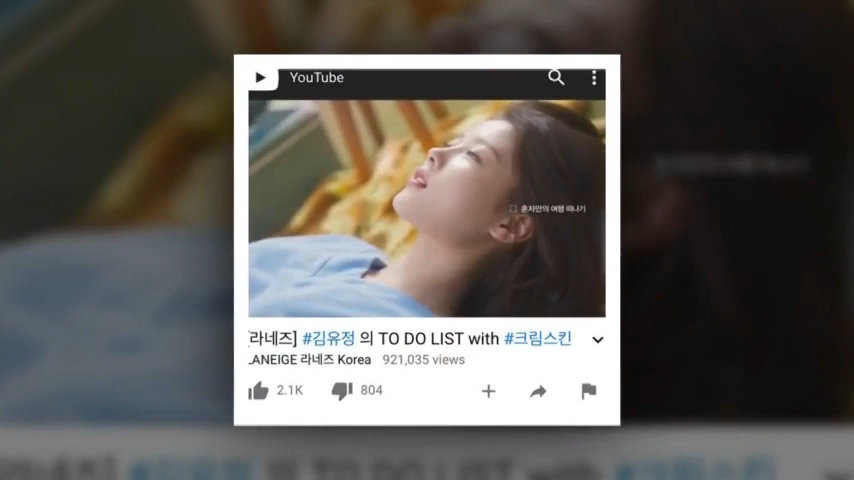 YouTube
□ 혼자만의 여행 떠나기
[라네즈] #김유정 의 TO DO LIST with #크림스킨
LANEIGE 라네즈 Korea 921,035 views
2.1K 804